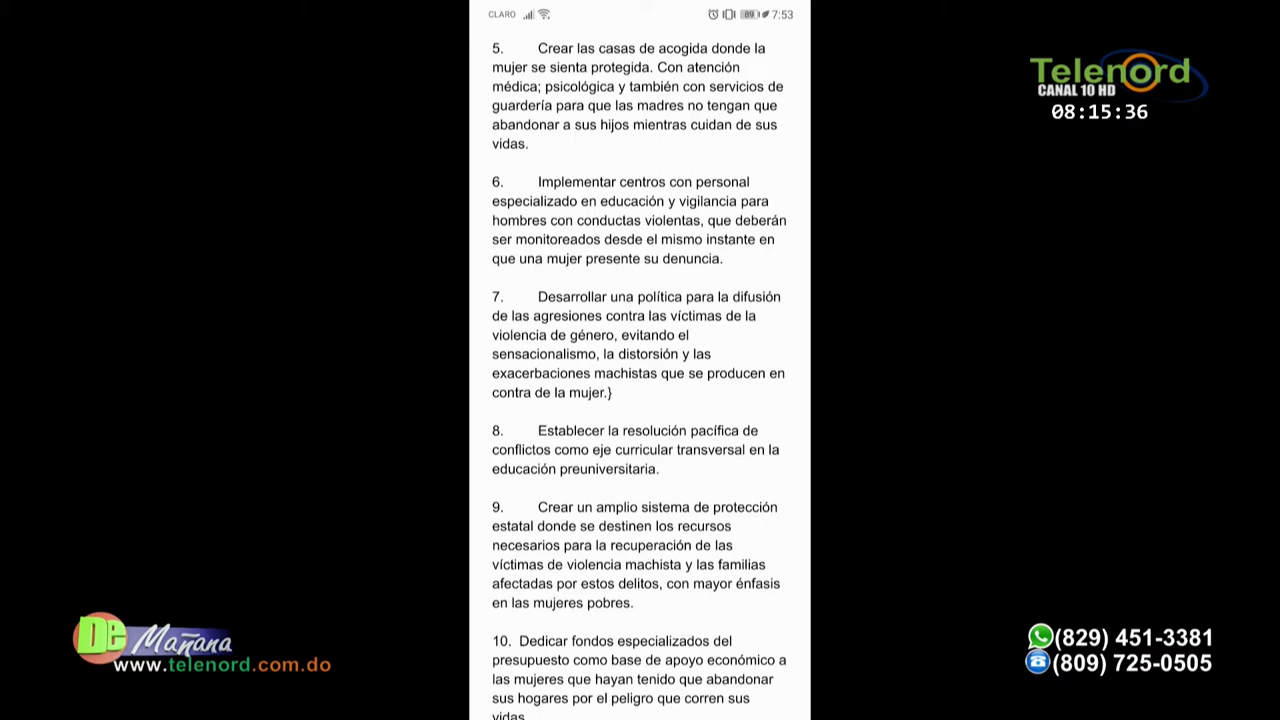 CLARO
89 7:53
5. Crear las casas de acogida donde la
mujer se sienta protegida. Con atención
médica; psicológica y también con servicios de
guardería para que las madres no tengan que
abandonar a sus hijos mientras cuidan de sus
vidas.
6. Implementar centros con personal
especializado en educación y vigilancia para
hombres con conductas violentas, que deberán
ser monitoreados desde el mismo instante en
que una mujer presente su denuncia.
7. Desarrollar una política para la difusión
de las agresiones contra las víctimas de la
violencia de género, evitando el
sensacionalismo, la distorsión y las
exacerbaciones machistas que se producen en
contra de la mujer.}
8. Establecer la resolución pacífica de
conflictos como eje curricular transversal en la
educación preuniversitaria.
9. Crear un amplio sistema de protección
estatal donde se destinen los recursos
necesarios para la recuperación de las
víctimas de violencia machista y las familias
afectadas por estos delitos, con mayor énfasis
en las mujeres pobres.
10. Dedicar fondos especializados del
presupuesto como base de apoyo económico a
las mujeres que hayan tenido que abandonar
sus hogares por el peligro que corren sus
vidas
Telenord
CANAL 10 HD
08:15:36
De Mañana
www.telenord.com.do
(829) 451-3381
(809) 725-0505